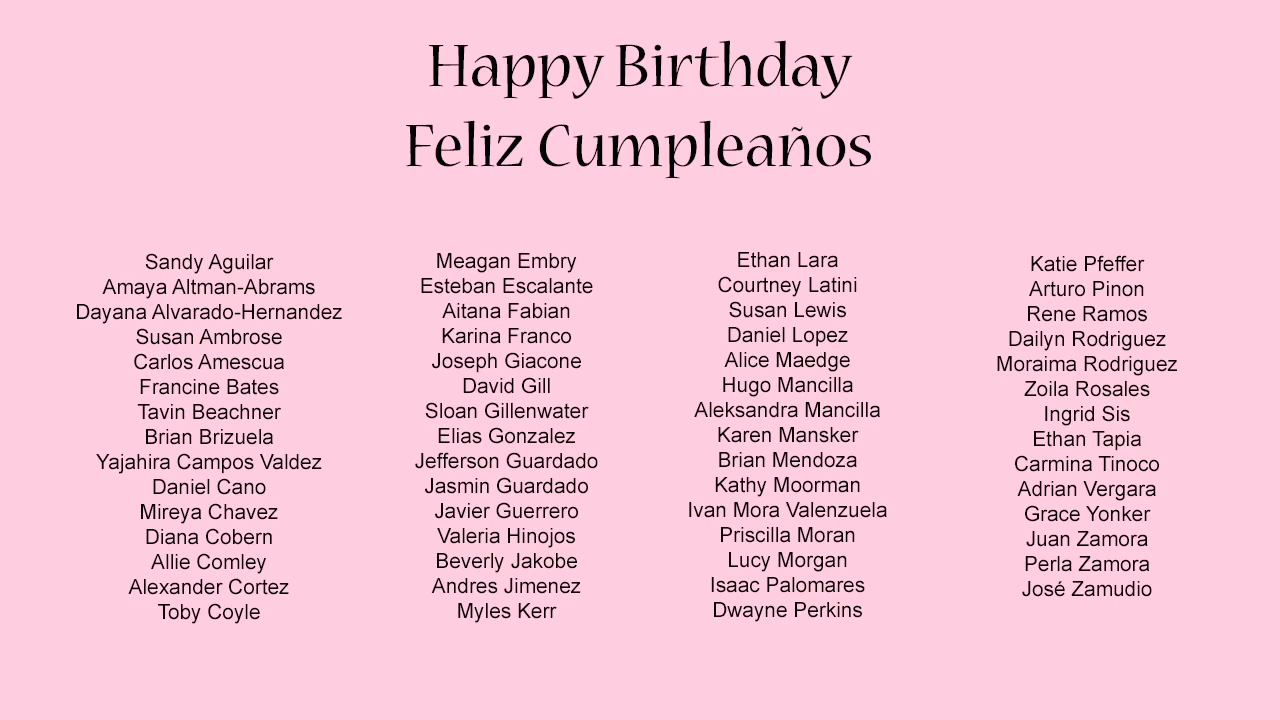 Happy Birthday
Feliz Cumpleaños
Sandy Aguilar
Amaya Altman-Abrams
Dayana Alvarado-Hernandez
Susan Ambrose
Carlos Amescua
Francine Bates
Tavin Beachner
Brian Brizuela
Yajahira Campos Valdez
Daniel Cano
Mireya Chavez
Diana Cobern
Allie Comley
Alexander Cortez
Toby Coyle
Meagan Embry
Esteban Escalante
Aitana Fabian
Karina Franco
Joseph Giacone
David Gill
Sloan Gillenwater
Elias Gonzalez
Jefferson Guardado
Jasmin Guardado
Javier Guerrero
Valeria Hinojos
Beverly Jakobe
Andres Jimenez
Myles Kerr
Ethan Lara
Courtney Latini
Susan Lewis
Daniel Lopez
Alice Maedge
Hugo Mancilla
Aleksandra Mancilla
Karen Mansker
Brian Mendoza
Kathy Moorman
Ivan Mora Valenzuela
Priscilla Moran
Lucy Morgan
Isaac Palomares
Dwayne Perkins
Katie Pfeffer
Arturo Pinon
Rene Ramos
Dailyn Rodriguez
Moraima Rodriguez
Zoila Rosales
Ingrid Sis
Ethan Tapia
Carmina Tinoco
Adrian Vergara
Grace Yonker
Juan Zamora
Perla Zamora
José Zamudio